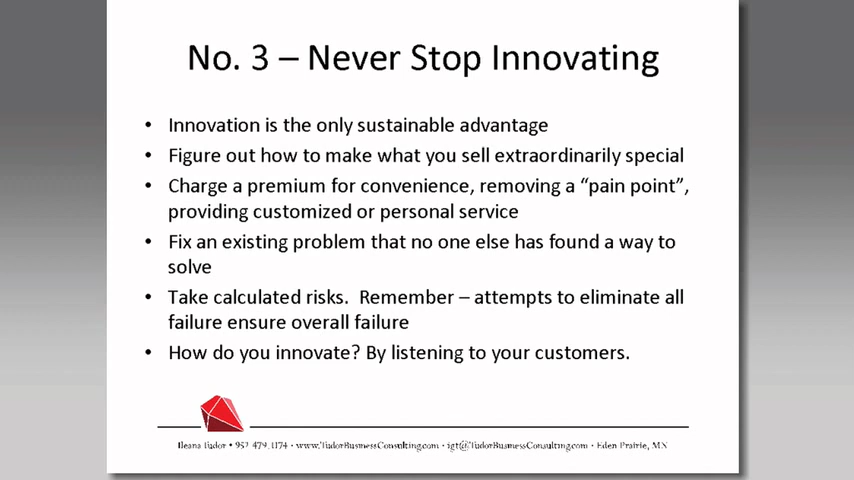 No. 3 – Never Stop Innovating
• Innovation is the only sustainable advantage
• Figure out how to make what you sell extraordinarily special
• Charge a premium for convenience, removing a “pain point”,
providing customized or personal service
• Fix an existing problem that no one else has found a way to
solve
• Take calculated risks.  Remember – attempts to eliminate all
failure ensure overall failure
• How do you innovate? By listening to your customers.
Ileana Tudor • 952.479.1174 • www.TudorBusinessConsulting.com • igt@TudorBusinessConsulting.com • Eden Prairie, MN